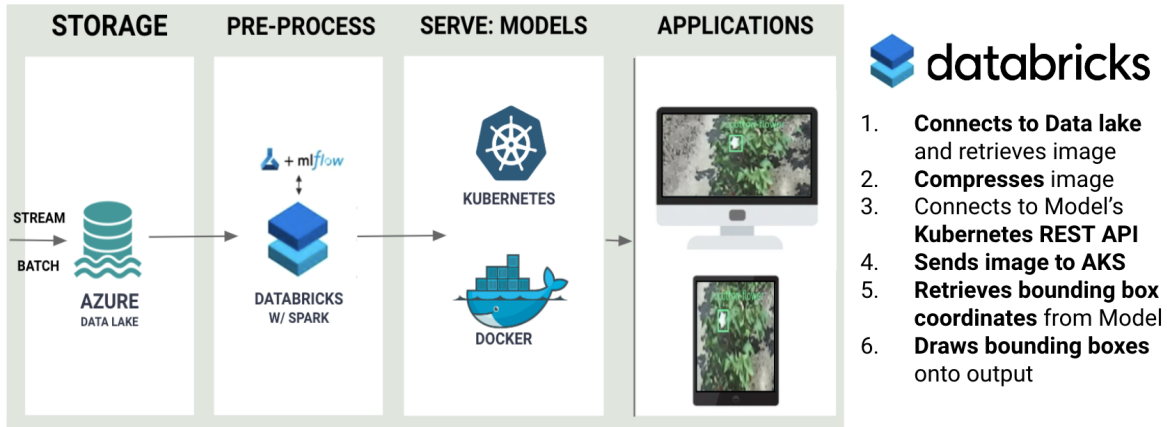 STORAGE
PRE-PROCESS
SERVE: MODELS
APPLICATIONS
STREAM
BATCH
AZURE
DATA LAKE
+ mlflow
DATABRICKS
W/ SPARK
KUBERNETES
DOCKER
databricks
1. Connects to Data lake
and retrieves image
2. Compresses image
3. Connects to Model’s
Kubernetes REST API
4. Sends image to AKS
5. Retrieves bounding box
coordinates from Model
6. Draws bounding boxes
onto output